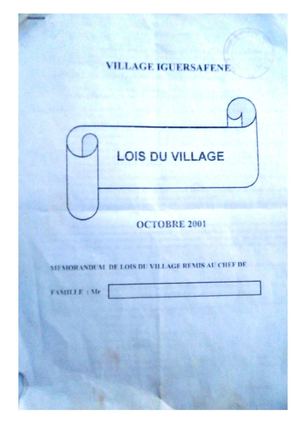 VILLAGE IGUERSAFENE
LOIS DU VILLAGE
OCTOBRE 2001
MEMORANDUM DE LOIS DU VILLAGE REMIS AU CHEF DE
FAMILLE : Mr